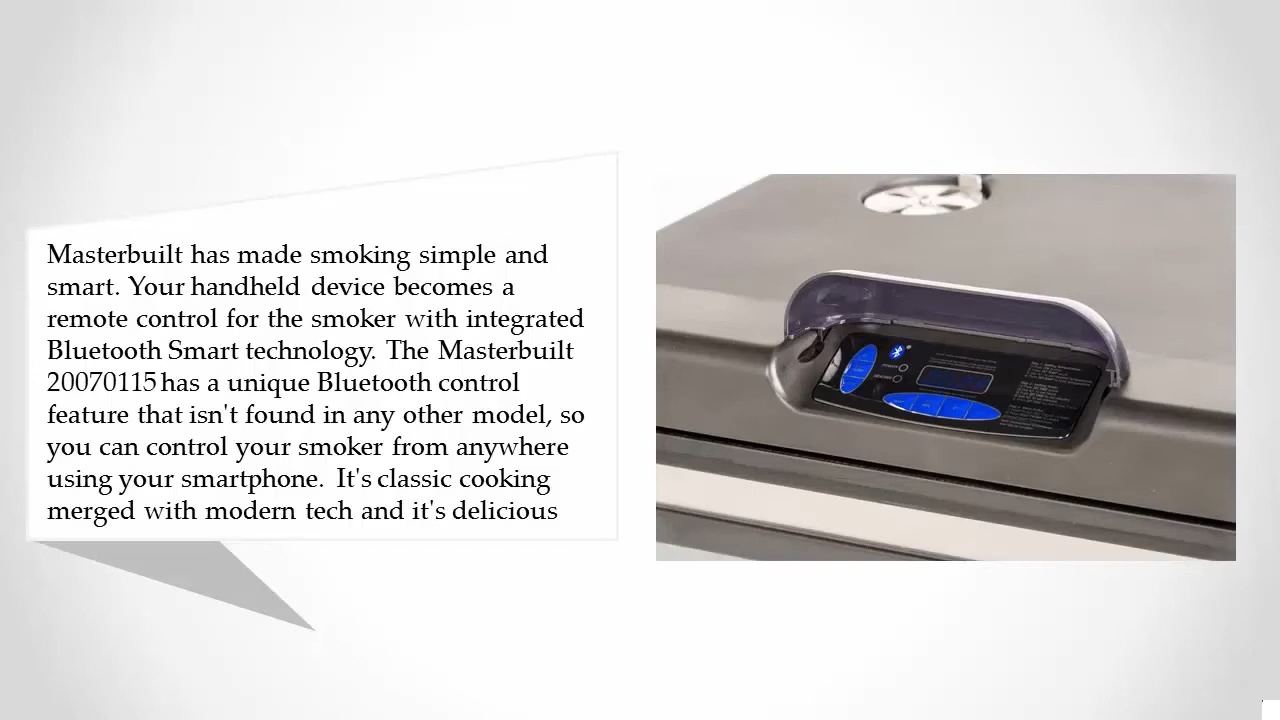 Masterbuilt has made smoking simple and
smart. Your handheld device becomes a
remote control for the smoker with integrated
Bluetooth Smart technology. The Masterbuilt
20070115 has a unique Bluetooth control
feature that isn't found in any other model, so
you can control your smoker from anywhere
using your smartphone. It's classic cooking
merged with modern tech and it's delicious